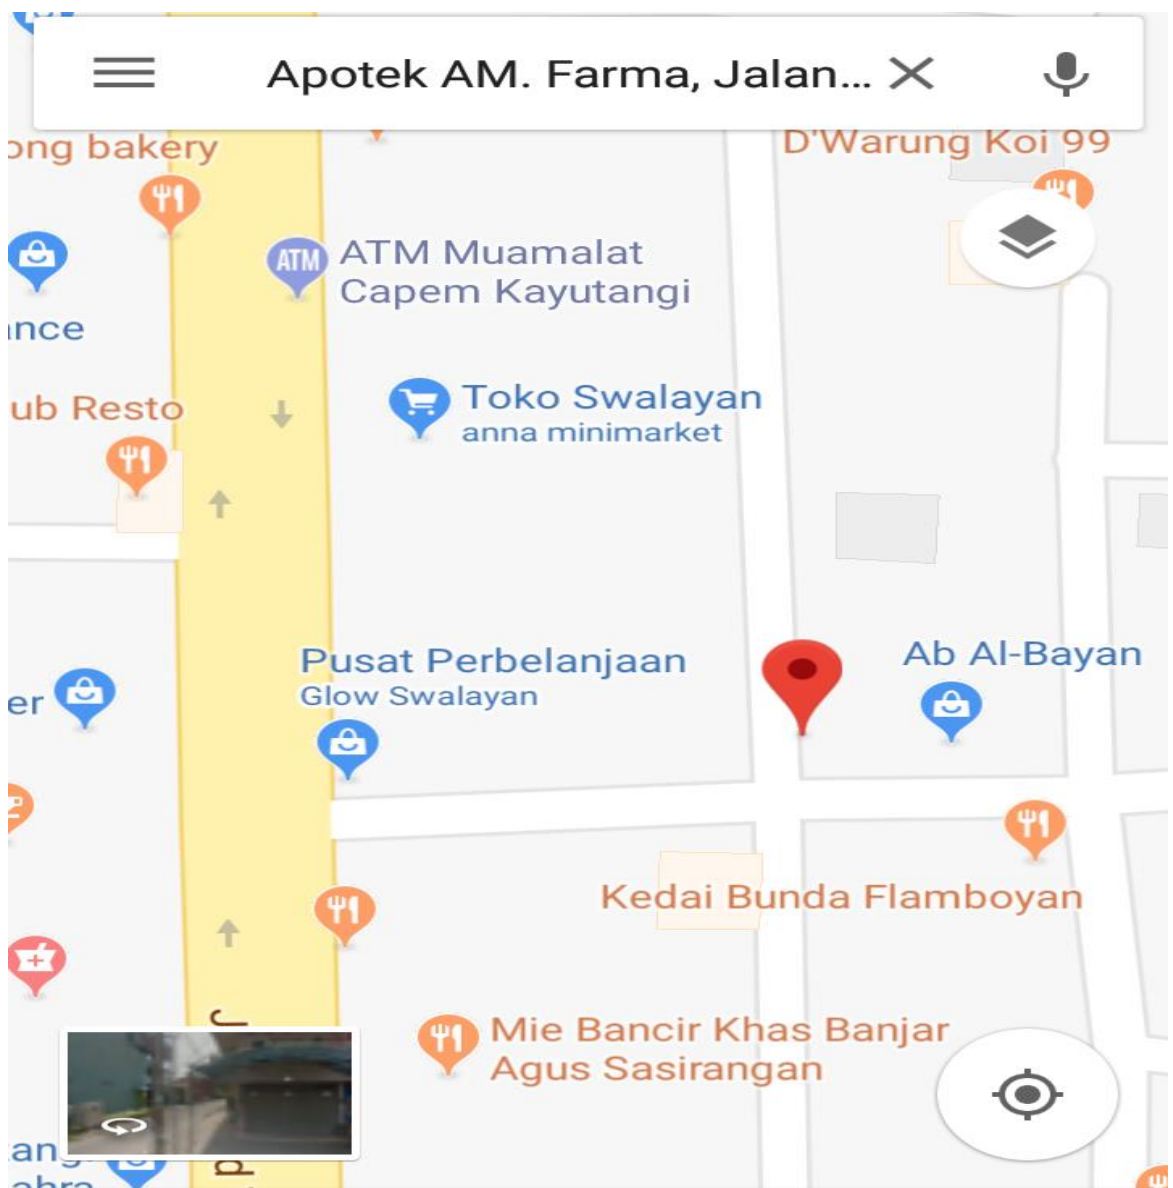 Apotek AM. Farma, Jalan...
ong bakery
D'Warung Koi 99
ATM
ATM Muamalat
Capem Kayutangi
ance
ub Resto
Toko Swalayan
anna minimarket
Pusat Perbelanjaan
Glow Swalayan
Ab Al-Bayan
er
Kedai Bunda Flamboyan
Mie Bancir Khas Banjar
Agus Sasirangan
J
d